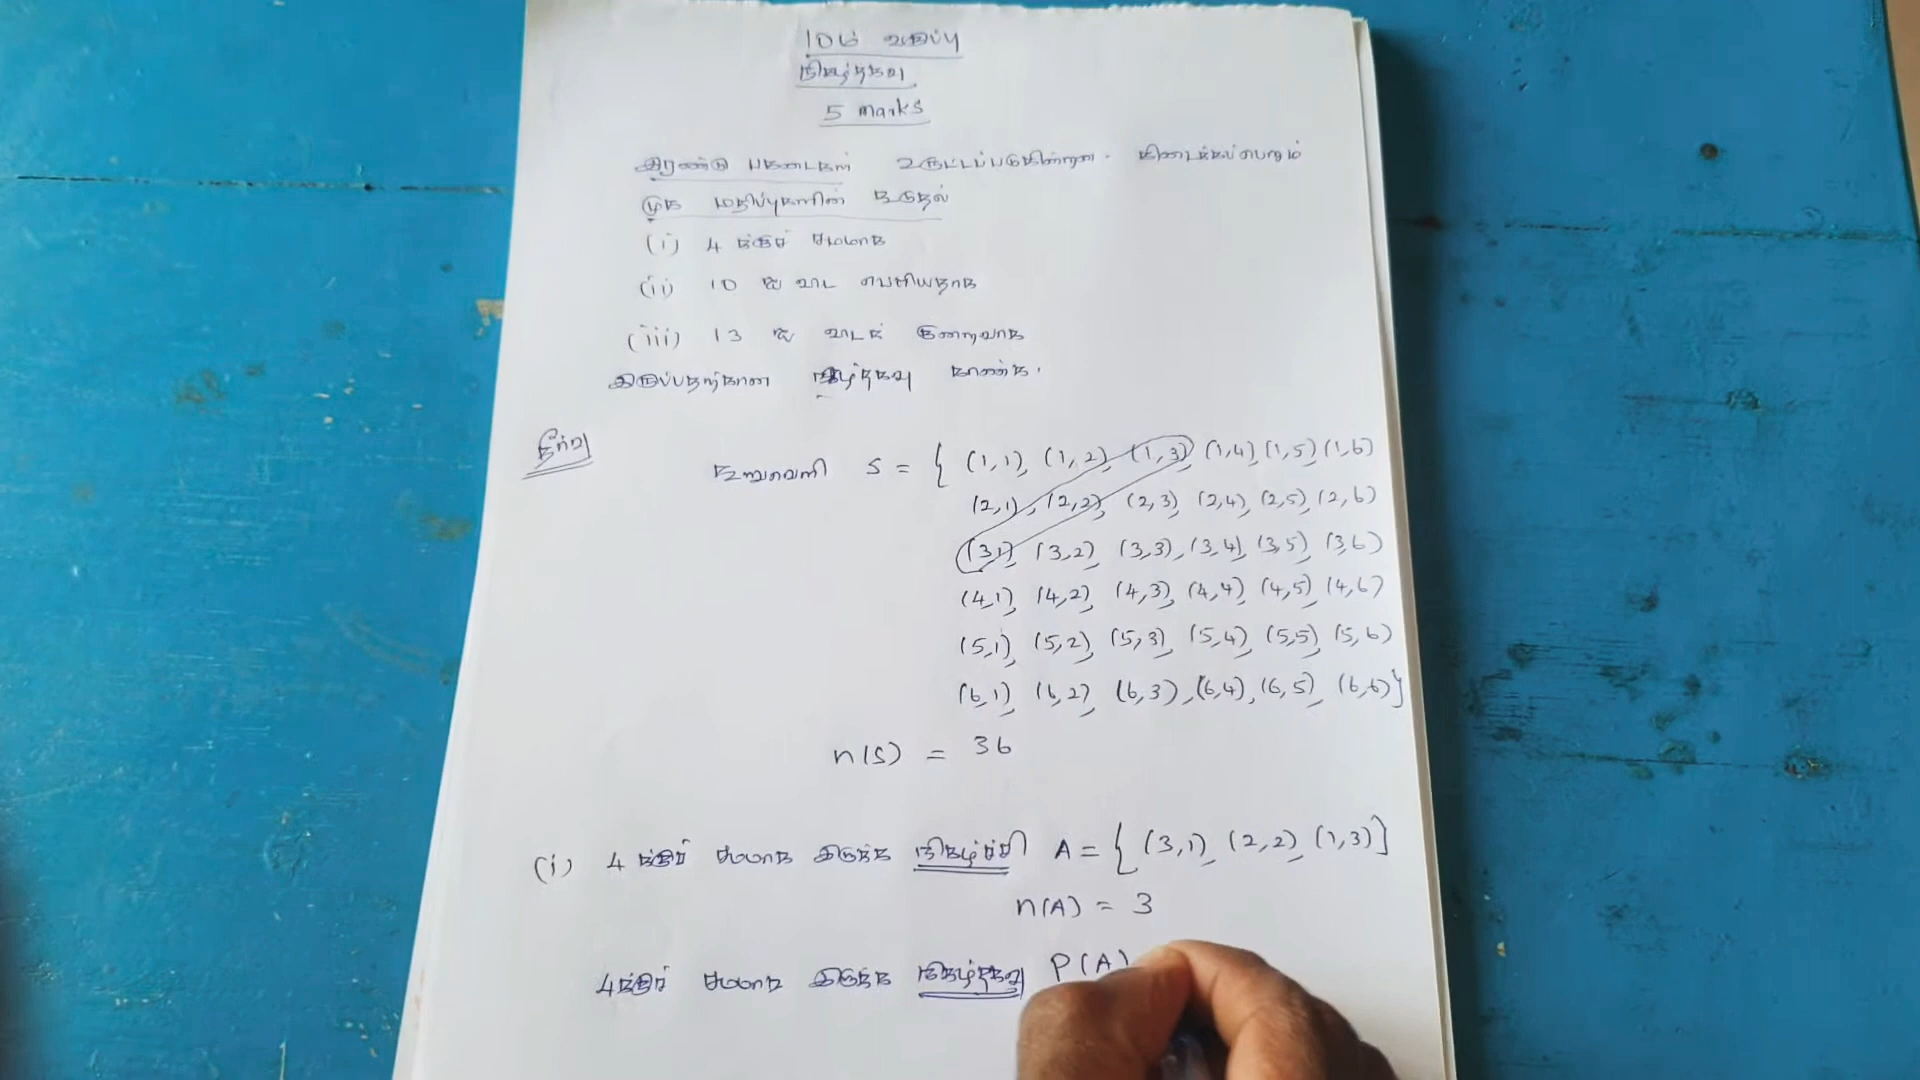 10ம் வகுப்பு
நிகழ்தகவு
5 marks
இரண்டு பகடைகள் உருட்டப்படுகின்றன. கிடைக்கப்பெறும்
முக மதிப்புகளின் கூடுதல்
(i) 4 க்குச் சமமாக
(ii) 10 ஐ விட பெரியதாக
(iii) 13 ஐ விடக் குறைவாக
இருப்பதற்கான நிகழ்தகவு காண்க.
தீர்வு
கூறுவெளி S = { (1,1), (1,2), (1,3), (1,4), (1,5), (1,6)
(2,1), (2,2), (2,3), (2,4), (2,5), (2,6)
(3,1), (3,2), (3,3), (3,4), (3,5), (3,6)
(4,1), (4,2), (4,3), (4,4), (4,5), (4,6)
(5,1), (5,2), (5,3), (5,4), (5,5), (5,6)
(6,1), (6,2), (6,3), (6,4), (6,5), (6,6)}
n(S) = 36
(i) 4 க்குச் சமமாக இருக்க நிகழ்ச்சி A = { (3,1), (2,2), (1,3)}
n(A) = 3
4க்குச் சமமாக இருக்க நிகழ்தகவு P(A)